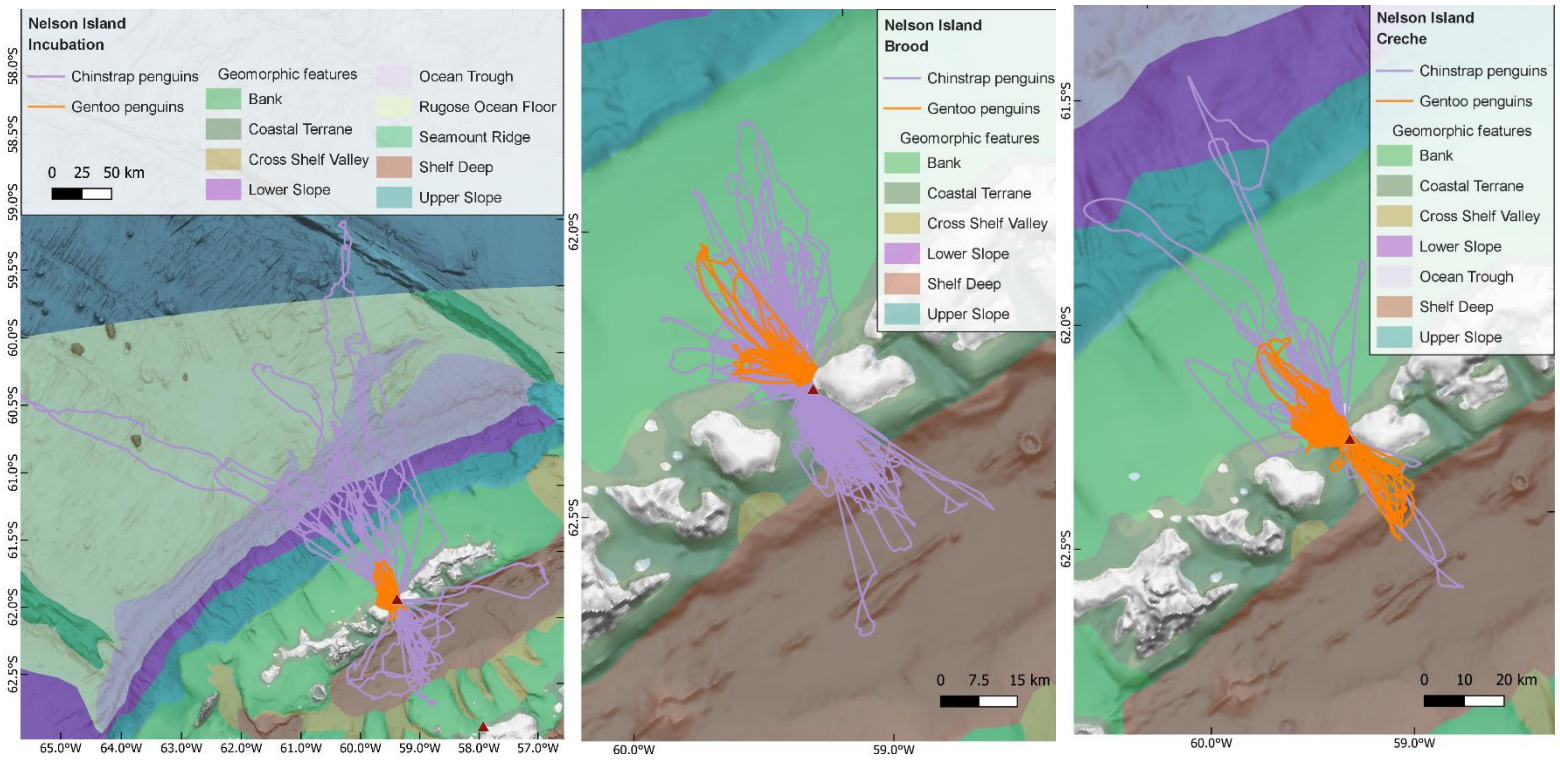 Nelson Island
Incubation
Chinstrap penguins
Gentoo penguins
0 25 50 km
Geomorphic features
Bank
Coastal Terrane
Cross Shelf Valley
Lower Slope
Ocean Trough
Rugose Ocean Floor
Seamount Ridge
Shelf Deep
Upper Slope
58.0°S
58.5°S
59.0°S
59.5°S
60.0°S
60.5°S
61.0°S
61.5°S
62.0°S
62.5°S
65.0°W 64.0°W 63.0°W 62.0°W 61.0°W 60.0°W 59.0°W 58.0°W 57.0°W
Nelson Island
Brood
Chinstrap penguins
Gentoo penguins
Geomorphic features
Bank
Coastal Terrane
Cross Shelf Valley
Lower Slope
Shelf Deep
Upper Slope
62.0°S
62.5°S
0 7.5 15 km
60.0°W 59.0°W
Nelson Island
Creche
Chinstrap penguins
Gentoo penguins
Geomorphic features
Bank
Coastal Terrane
Cross Shelf Valley
Lower Slope
Ocean Trough
Shelf Deep
Upper Slope
61.5°S
62.0°S
62.5°S
0 10 20 km
60.0°W 59.0°W